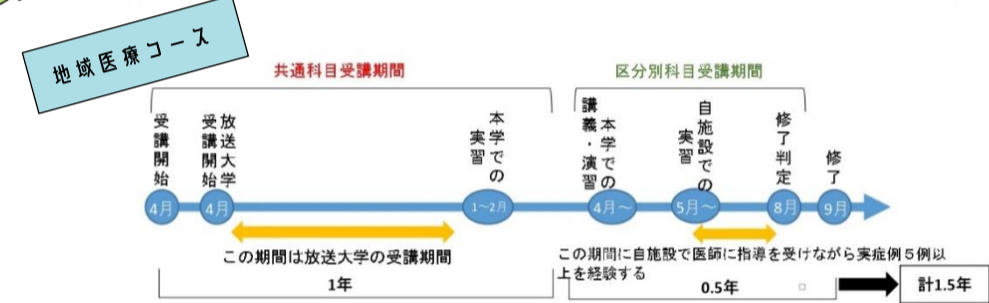 地域医療コース
共通科目受講期間
区分別科目受講期間
受講開始
放送大学
受講開始
本学での
実習
本学での
講義・演習
自施設での
実習
修了判定
修了
4月
4月
1~2月
4月~
5月~
8月
9月
この期間は放送大学の受講期間
この期間に自施設で医師に指導を受けながら実症例5例以
上を経験する
1年
0.5年
計1.5年